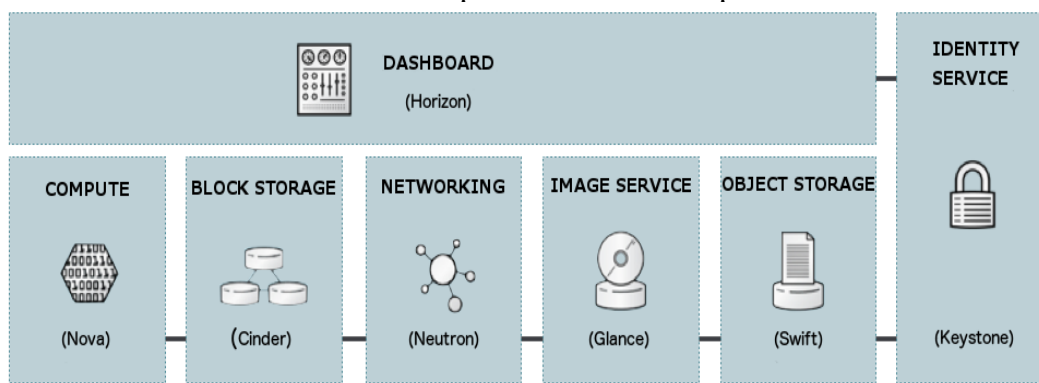 DASHBOARD
(Horizon)
IDENTITY
SERVICE
COMPUTE
BLOCK STORAGE
NETWORKING
IMAGE SERVICE
OBJECT STORAGE
(Nova)
(Cinder)
(Neutron)
(Glance)
(Swift)
(Keystone)